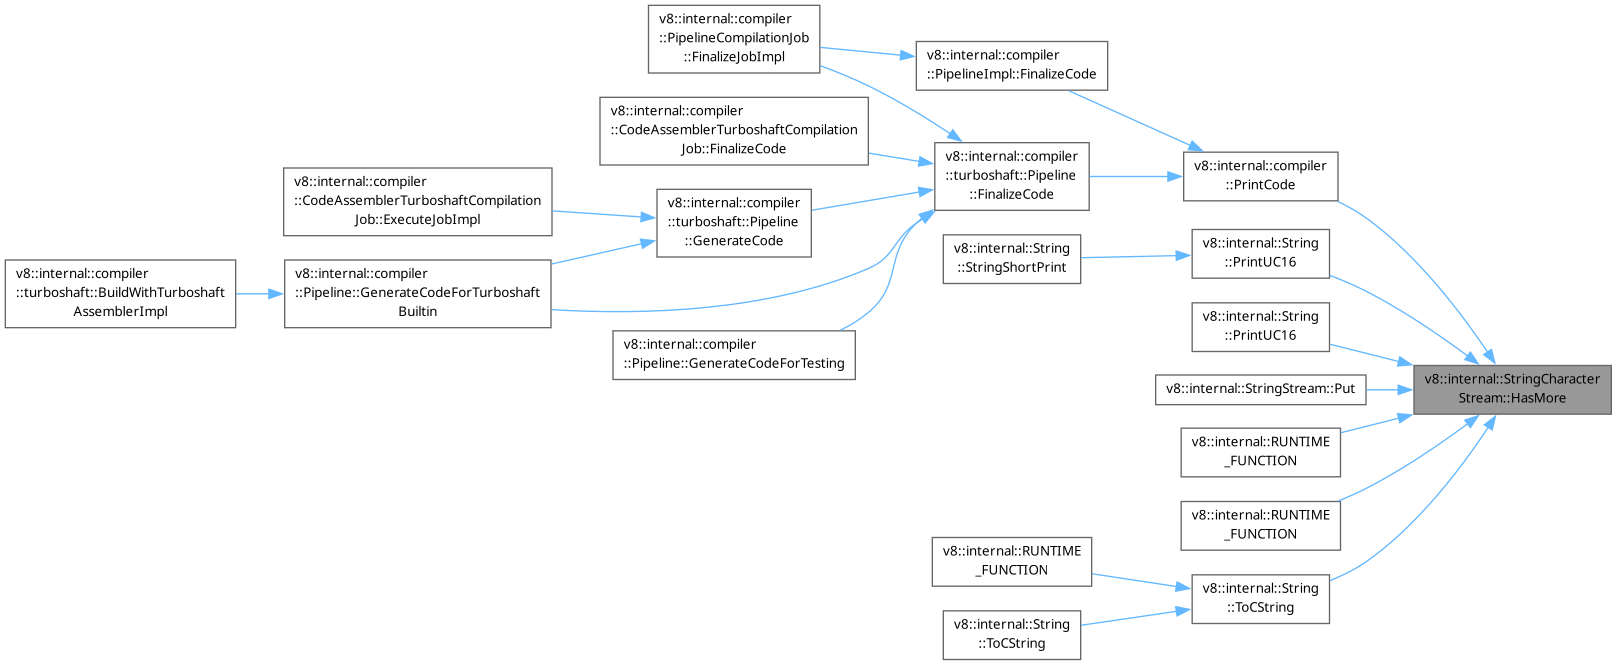 v8::internal::compiler
::PipelineCompilationJob
::FinalizeJobImpl
v8::internal::compiler
::PipelineImpl::FinalizeCode
v8::internal::compiler
::CodeAssemblerTurboshaftCompilation
Job::FinalizeCode
v8::internal::compiler
::turboshaft::Pipeline
::FinalizeCode
v8::internal::compiler
::PrintCode
v8::internal::compiler
::CodeAssemblerTurboshaftCompilation
Job::ExecuteJobImpl
v8::internal::compiler
::turboshaft::Pipeline
::GenerateCode
v8::internal::String
::StringShortPrint
v8::internal::String
::PrintUC16
v8::internal::compiler
::turboshaft::BuildWithTurboshaft
AssemblerImpl
v8::internal::compiler
::Pipeline::GenerateCodeForTurboshaft
Builtin
v8::internal::String
::PrintUC16
v8::internal::compiler
::Pipeline::GenerateCodeForTesting
v8::internal::StringStream::Put
v8::internal::StringCharacter
Stream::HasMore
v8::internal::RUNTIME
_FUNCTION
v8::internal::RUNTIME
_FUNCTION
v8::internal::RUNTIME
_FUNCTION
v8::internal::String
::ToCString
v8::internal::String
::ToCString